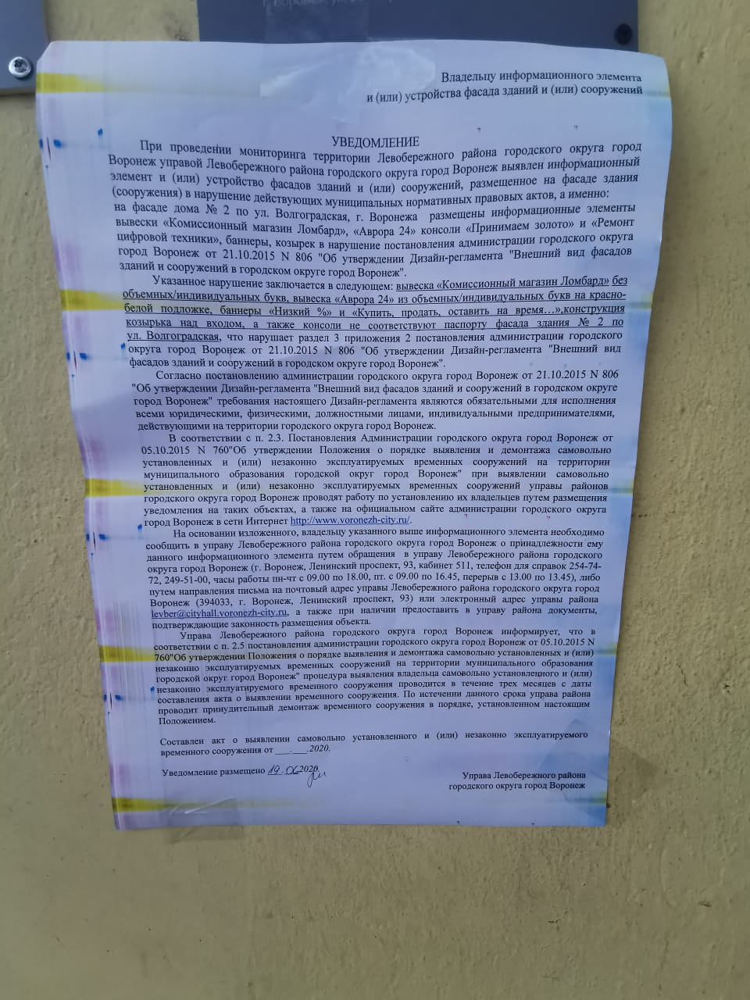 Владельцу информационного элемента
и (или) устройства фасада зданий и (или) сооружений
УВЕДОМЛЕНИЕ
При проведении мониторинга территории Левобережного района городского округа город
Воронеж управой Левобережного района городского округа город Воронеж выявлен информационный
элемент и (или) устройство фасадов зданий и (или) сооружений, размещенное на фасаде здания
(сооружения) в нарушение действующих муниципальных нормативных правовых актов, а именно:
на фасаде дома № 2 по ул. Волгоградская, г. Воронежа размещены информационные элементы
вывески «Комиссионный магазин Ломбард», «Аврора 24» консоли «Принимаем золото» и «Ремонт
цифровой техники», баннеры, козырек в нарушение постановления администрации городского округа
город Воронеж от 21.10.2015 N 806 "Об утверждении Дизайн-регламента "Внешний вид фасадов
зданий и сооружений в городском округе город Воронеж".
Указанное нарушение заключается в следующем: вывеска «Комиссионный магазин Ломбард» без
объемных/индивидуальных букв, вывеска «Аврора 24» из объемных/индивидуальных букв на красно-
белой подложке, баннеры «Низкий %» и «Купить, продать, оставить на время…»,конструкция
козырька над входом, а также консоли не соответствуют паспорту фасада здания № 2 по
ул. Волгоградская, что нарушает раздел 3 приложения 2 постановления администрации городского
округа город Воронеж от 21.10.2015 N 806 "Об утверждении Дизайн-регламента "Внешний вид
фасадов зданий и сооружений в городском округе город Воронеж".
Согласно постановлению администрации городского округа город Воронеж от 21.10.2015 N 806
"Об утверждении Дизайн-регламента "Внешний вид фасадов зданий и сооружений в городском округе
город Воронеж" требования настоящего Дизайн-регламента являются обязательными для исполнения
всеми юридическими, физическими, должностными лицами, индивидуальными предпринимателями,
действующими на территории городского округа город Воронеж.
В соответствии с п. 2.3. Постановления Администрации городского округа город Воронеж от
05.10.2015 N 760"Об утверждении Положения о порядке выявления и демонтажа самовольно
установленных и (или) незаконно эксплуатируемых временных сооружений на территории
муниципального образования городской округ город Воронеж" при выявлении самовольно
установленных и (или) незаконно эксплуатируемых временных сооружений управы районов
городского округа город Воронеж проводят работу по установлению их владельцев путем размещения
уведомления на таких объектах, а также на официальном сайте администрации городского округа
город Воронеж в сети Интернет http://www.voronezh-city.ru/.
На основании изложенного, владельцу указанного выше информационного элемента необходимо
сообщить в управу Левобережного района городского округа город Воронеж о принадлежности ему
данного информационного элемента путем обращения в управу Левобережного района городского
округа город Воронеж (г. Воронеж, Ленинский проспект, 93, кабинет 511, телефон для справок 254-74-
72, 249-51-00, часы работы пн-чт с 09.00 по 18.00, пт. с 09.00 по 16.45, перерыв с 13.00 по 13.45), либо
путем направления письма на почтовый адрес управы Левобережного района городского округа город
Воронеж (394033, г. Воронеж, Ленинский проспект, 93) или электронный адрес управы района
levber@cityhall.voronezh-city.ru, а также при наличии предоставить в управу района документы,
подтверждающие законность размещения объекта.
Управа Левобережного района городского округа город Воронеж информирует, что в
соответствии с п. 2.5 постановления администрации городского округа город Воронеж от 05.10.2015 N
760"Об утверждении Положения о порядке выявления и демонтажа самовольно установленных и (или)
незаконно эксплуатируемых временных сооружений на территории муниципального образования
городской округ город Воронеж" процедура выявления владельца самовольно установленного и (или)
незаконно эксплуатируемого временного сооружения проводится в течение трех месяцев с даты
составления акта о выявлении временного сооружения. По истечении данного срока управа района
проводит принудительный демонтаж временного сооружения в порядке, установленном настоящим
Положением.
Составлен акт о выявлении самовольно установленного и (или) незаконно эксплуатируемого
временного сооружения от ___.___.2020.
Уведомление размещено 19.06.2020.
Управа Левобережного района
городского округа город Воронеж